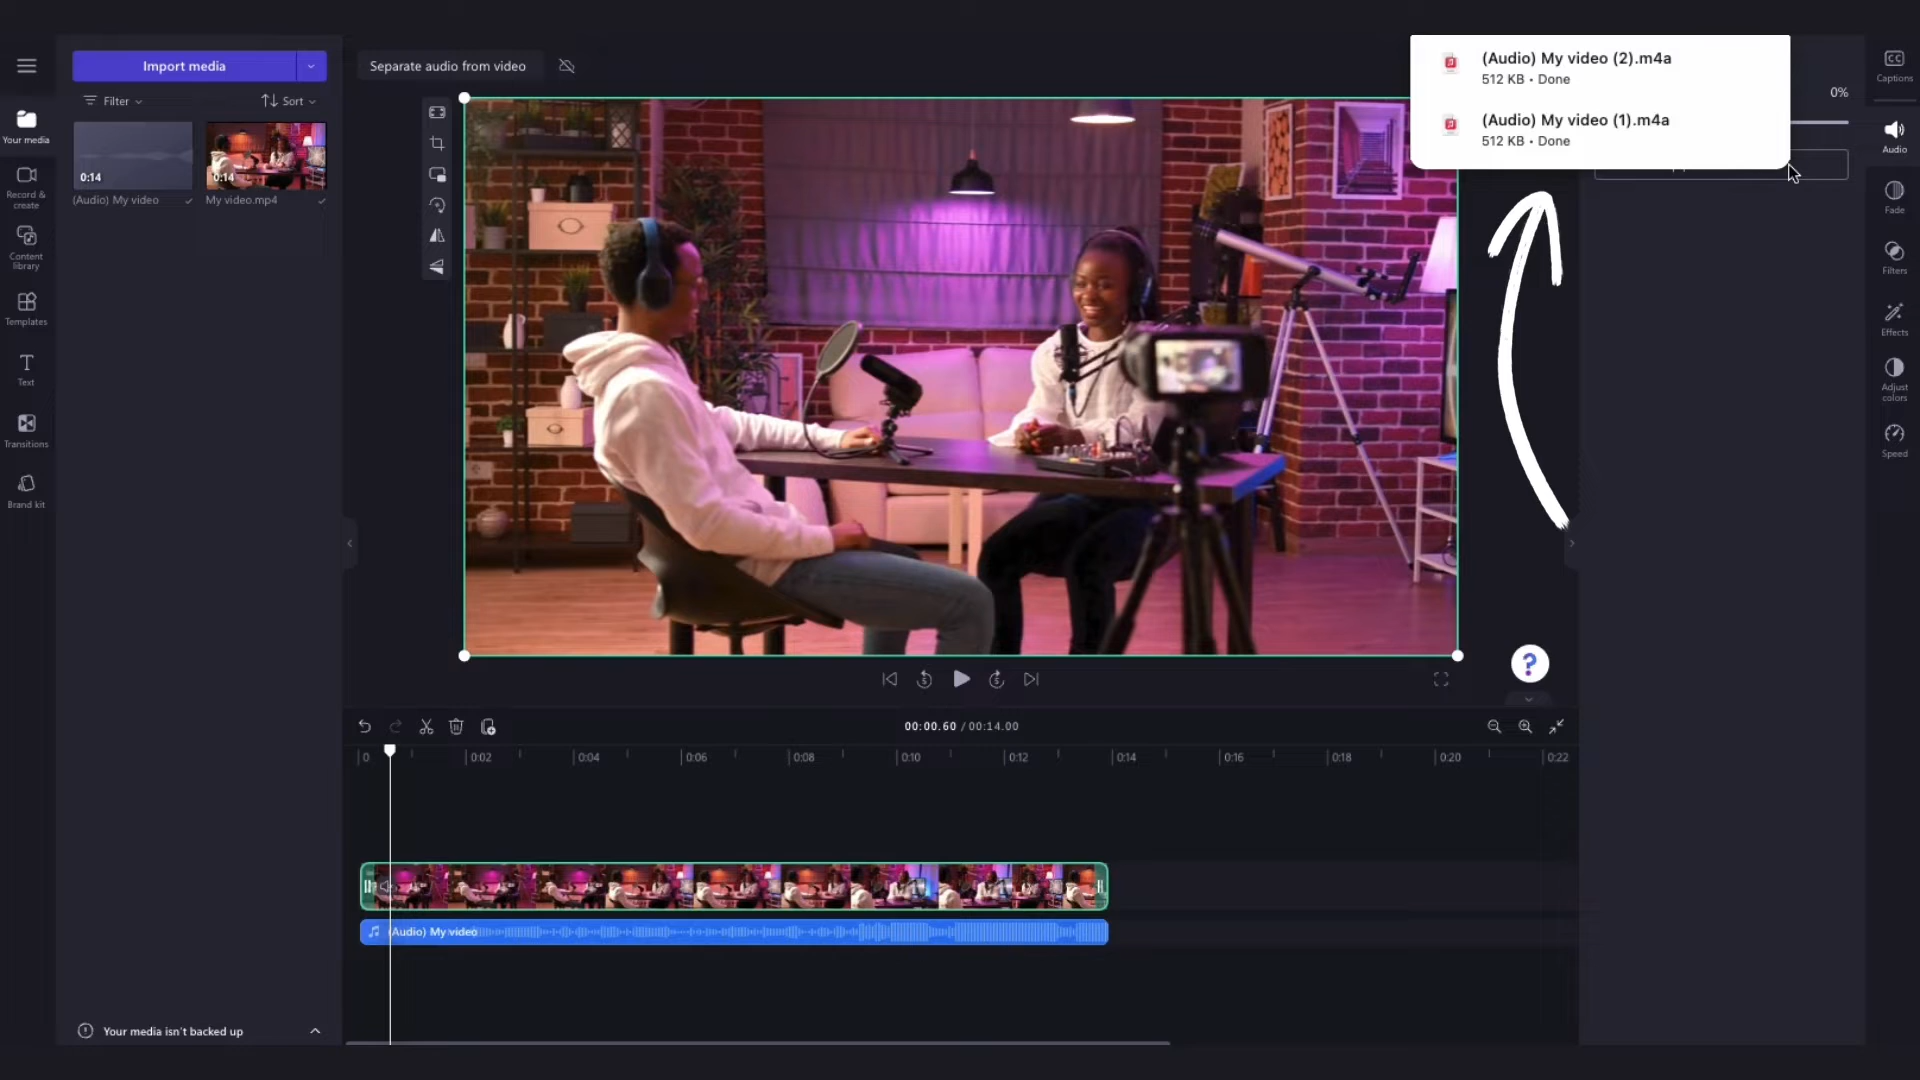 Import media
Separate audio from video
(Audio) My video (2).m4a
512 KB • Done
(Audio) My video (1).m4a
512 KB • Done
0%
Captions
Audio
Fade
Filters
Effects
Adjust
colors
Speed
Filter
Sort
Your media
Record &
create
Content
library
Templates
Text
Transitions
Brand kit
0:14
(Audio) My video
0:14
My video.mp4
?
00:00.60 / 00:14.00
0
0:02
0:04
0:06
0:08
0:10
0:12
0:14
0:16
0:18
0:20
0:22
(Audio) My video
Your media isn't backed up